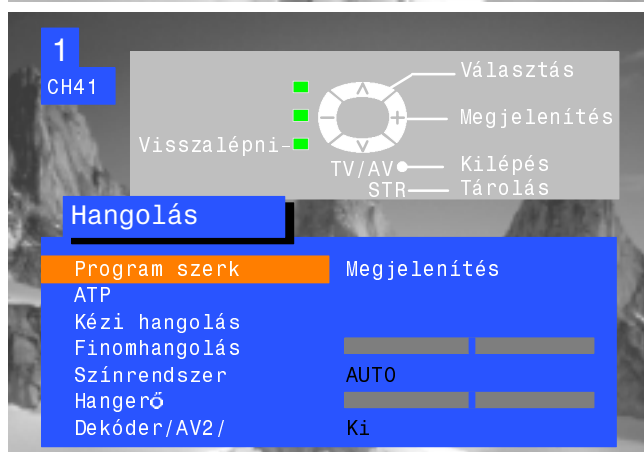 1
CH41
Választás
Megjelenítés
Visszalépni
TV/AV Kilépés
STR Tárolás
Hangolás
Program szerk Megjelenítés
ATP
Kézi hangolás
Finomhangolás
Színrendszer AUTO
Hangerő
Dekóder/AV2/ Ki